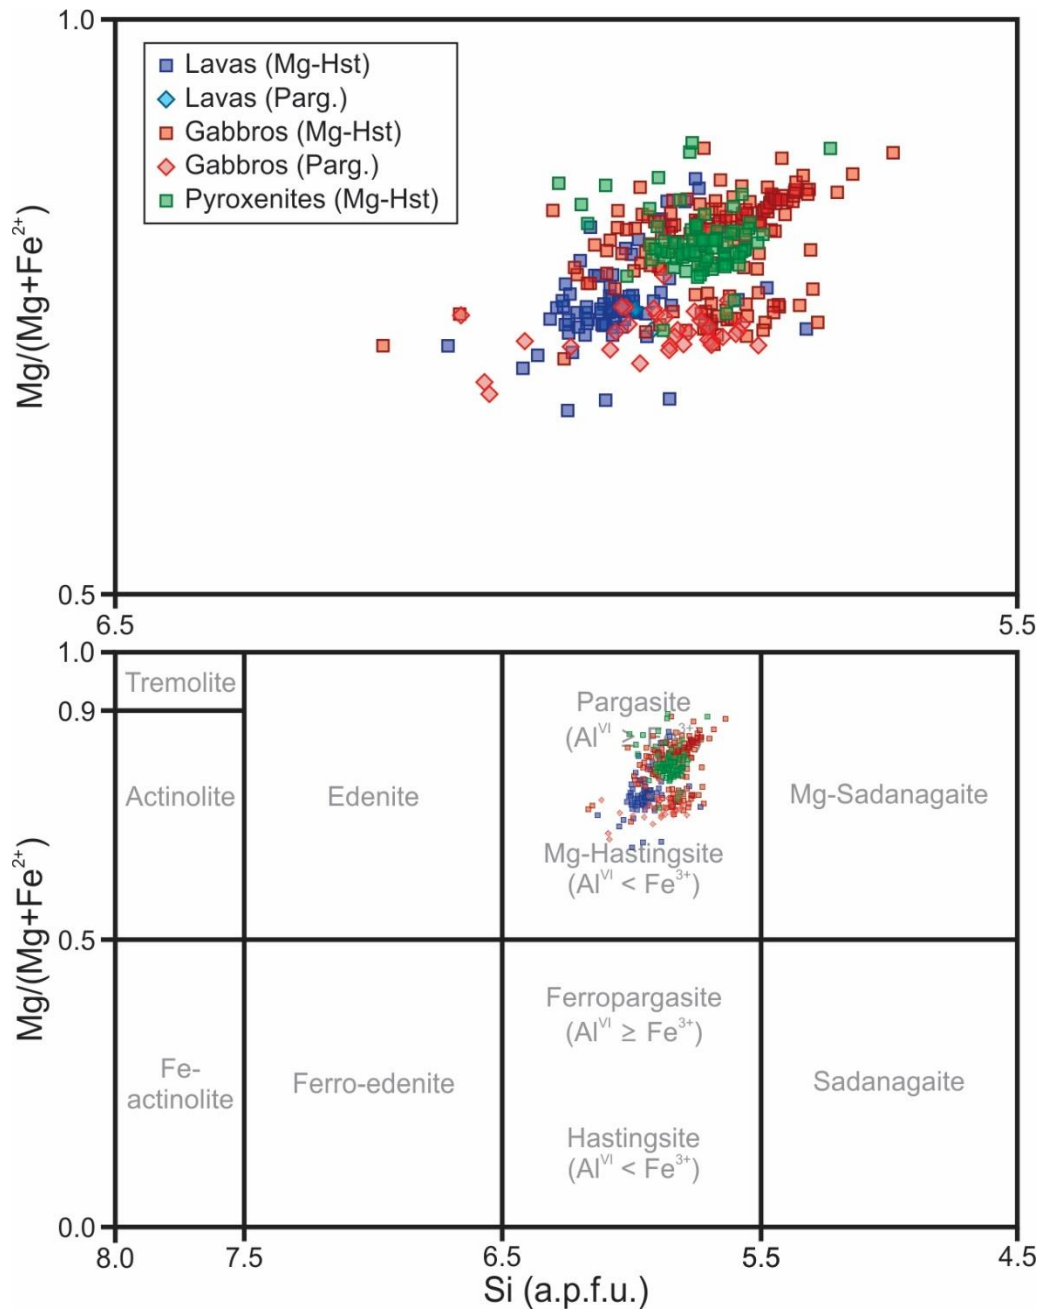 1.0
Lavas (Mg-Hst)
Lavas (Parg.)
Gabbros (Mg-Hst)
Gabbros (Parg.)
Pyroxenites (Mg-Hst)
Mg/(Mg+Fe²⁺)
0.5
6.5
5.5
1.0
Tremolite
0.9
Pargasite
(Alⱽᴵ ≥ Fe³⁺)
Actinolite
Edenite
Mg-Sadanagaite
Mg-Hastingsite
(Alⱽᴵ < Fe³⁺)
Mg/(Mg+Fe²⁺)
0.5
Ferropargasite
(Alⱽᴵ ≥ Fe³⁺)
Fe-
actinolite
Ferro-edenite
Sadanagaite
Hastingsite
(Alⱽᴵ < Fe³⁺)
0.0
8.0
7.5
6.5
5.5
4.5
Si (a.p.f.u.)